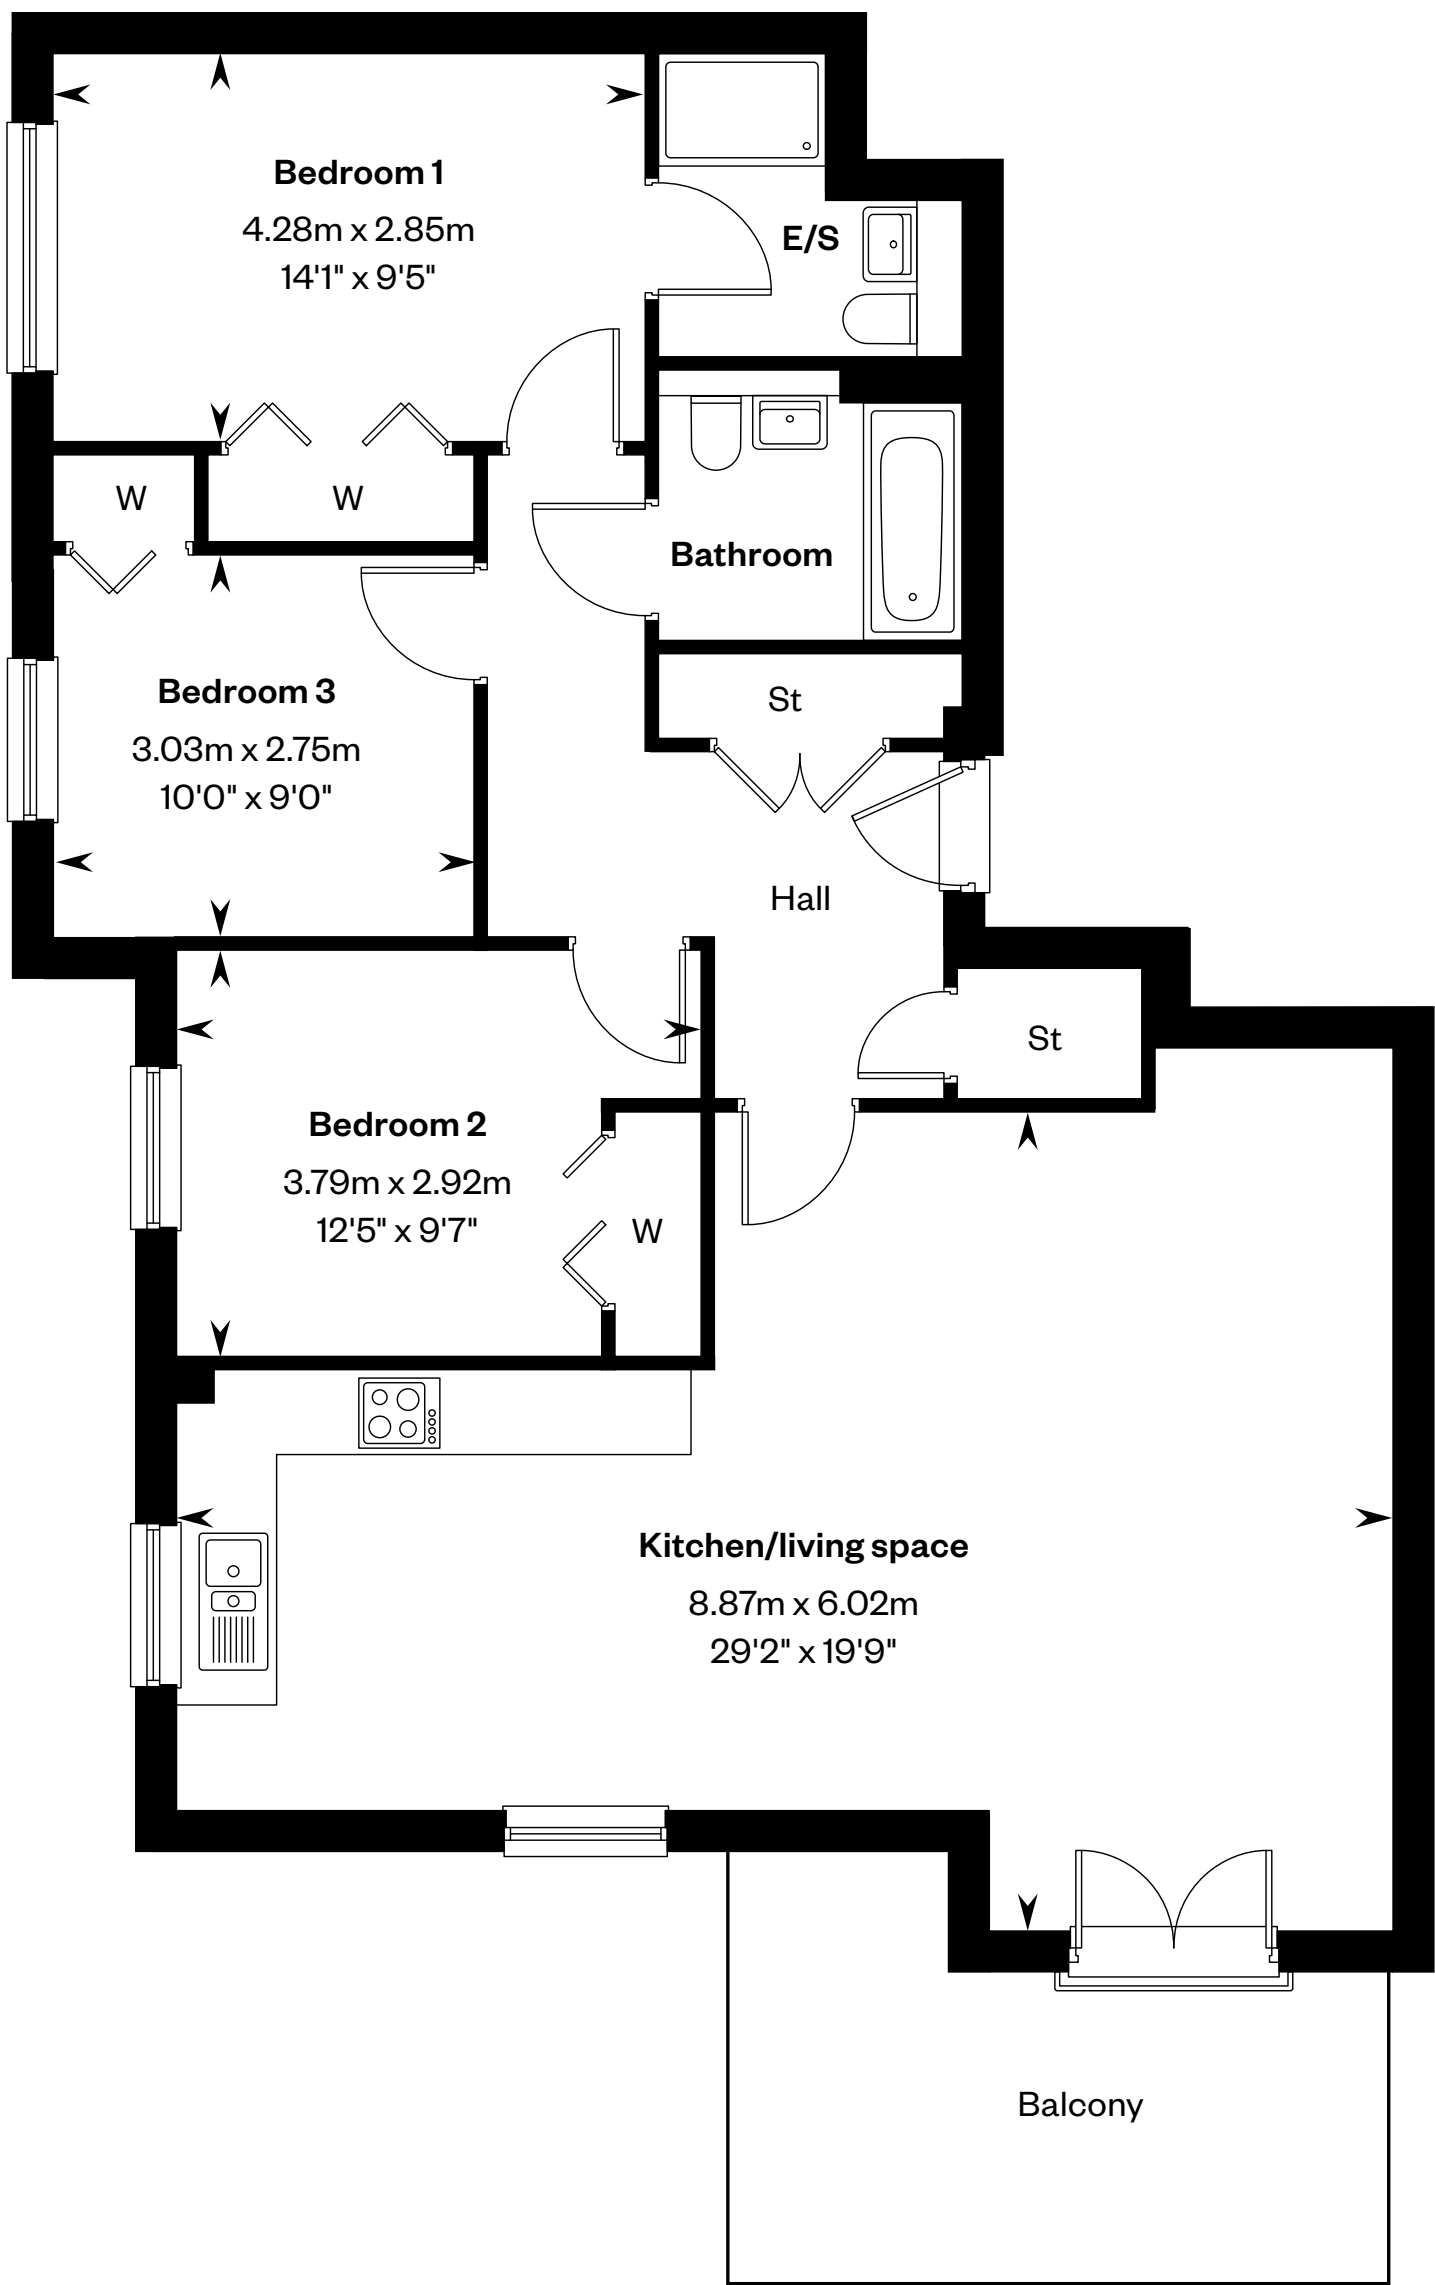 Bedroom 1
4.28m x 2.85m
14'1" x 9'5"
E/S
W
W
Bathroom
Bedroom 3
3.03m x 2.75m
10'0" x 9'0"
St
Hall
St
Bedroom 2
3.79m x 2.92m
12'5" x 9'7"
W
Kitchen/living space
8.87m x 6.02m
29'2" x 19'9"
Balcony